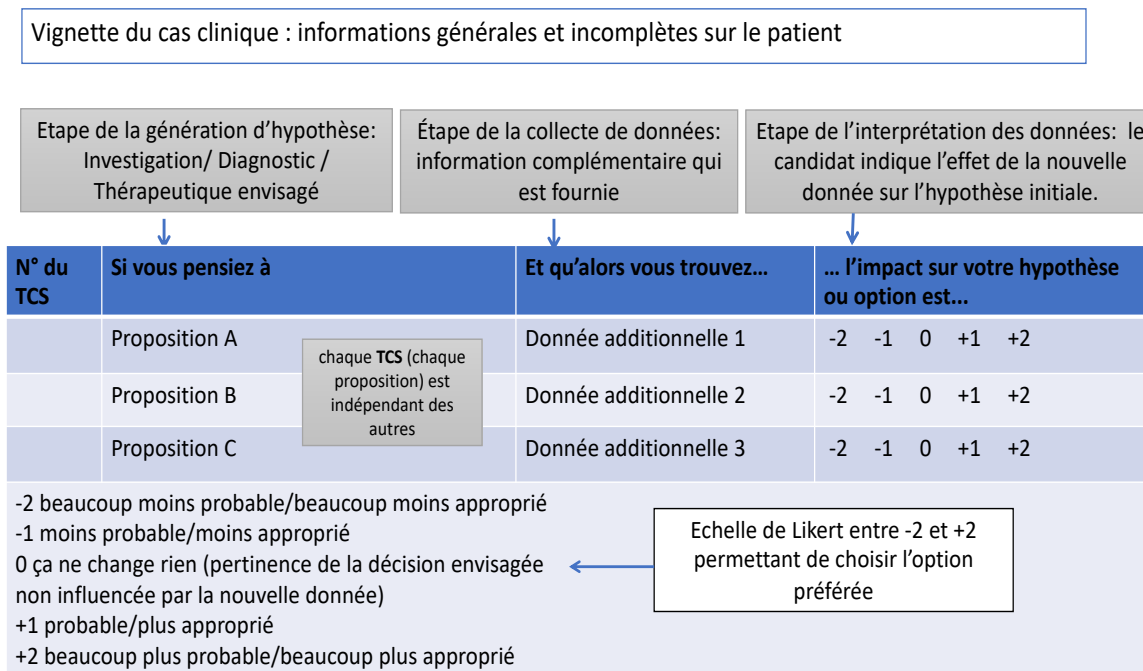 Vignette du cas clinique : informations générales et incomplètes sur le patient
Etape de la génération d’hypothèse:
Investigation/ Diagnostic /
Thérapeutique envisagé
Étape de la collecte de données:
information complémentaire qui
est fournie
Etape de l’interprétation des données: le
candidat indique l’effet de la nouvelle
donnée sur l’hypothèse initiale.
N° du
TCS
Si vous pensiez à
Et qu’alors vous trouvez...
... l’impact sur votre hypothèse
ou option est...
Proposition A
Donnée additionnelle 1
-2 -1 0 +1 +2
chaque TCS (chaque
proposition) est
indépendant des
autres
Proposition B
Donnée additionnelle 2
-2 -1 0 +1 +2
Proposition C
Donnée additionnelle 3
-2 -1 0 +1 +2
-2 beaucoup moins probable/beaucoup moins approprié
-1 moins probable/moins approprié
0 ça ne change rien (pertinence de la décision envisagée
non influencée par la nouvelle donnée)
+1 probable/plus approprié
+2 beaucoup plus probable/beaucoup plus approprié
Echelle de Likert entre -2 et +2
permettant de choisir l’option
préférée